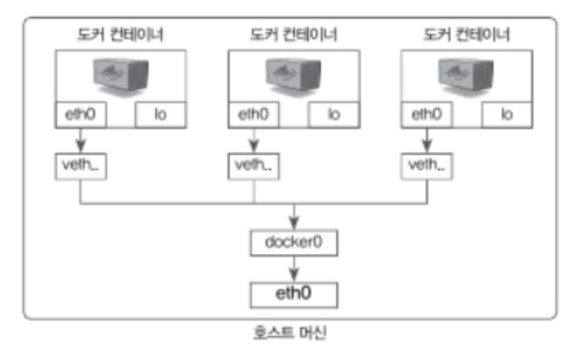 도커 컨테이너 도커 컨테이너 도커 컨테이너
eth0 lo eth0 lo eth0 lo
veth.. veth.. veth..
docker0
eth0
호스트 머신